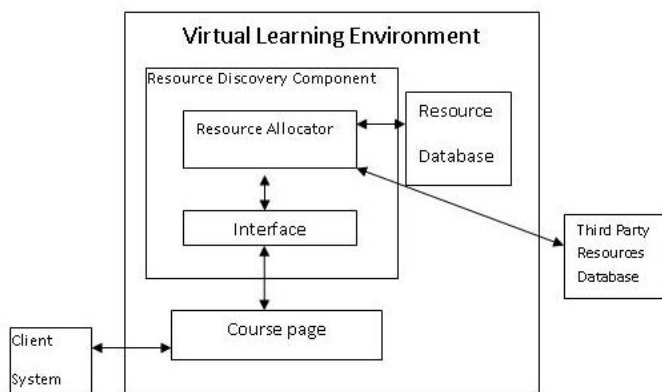 Virtual Learning Environment
Resource Discovery Component
Resource Allocator
Resource
Database
Interface
Third Party
Resources
Database
Course page
Client
System